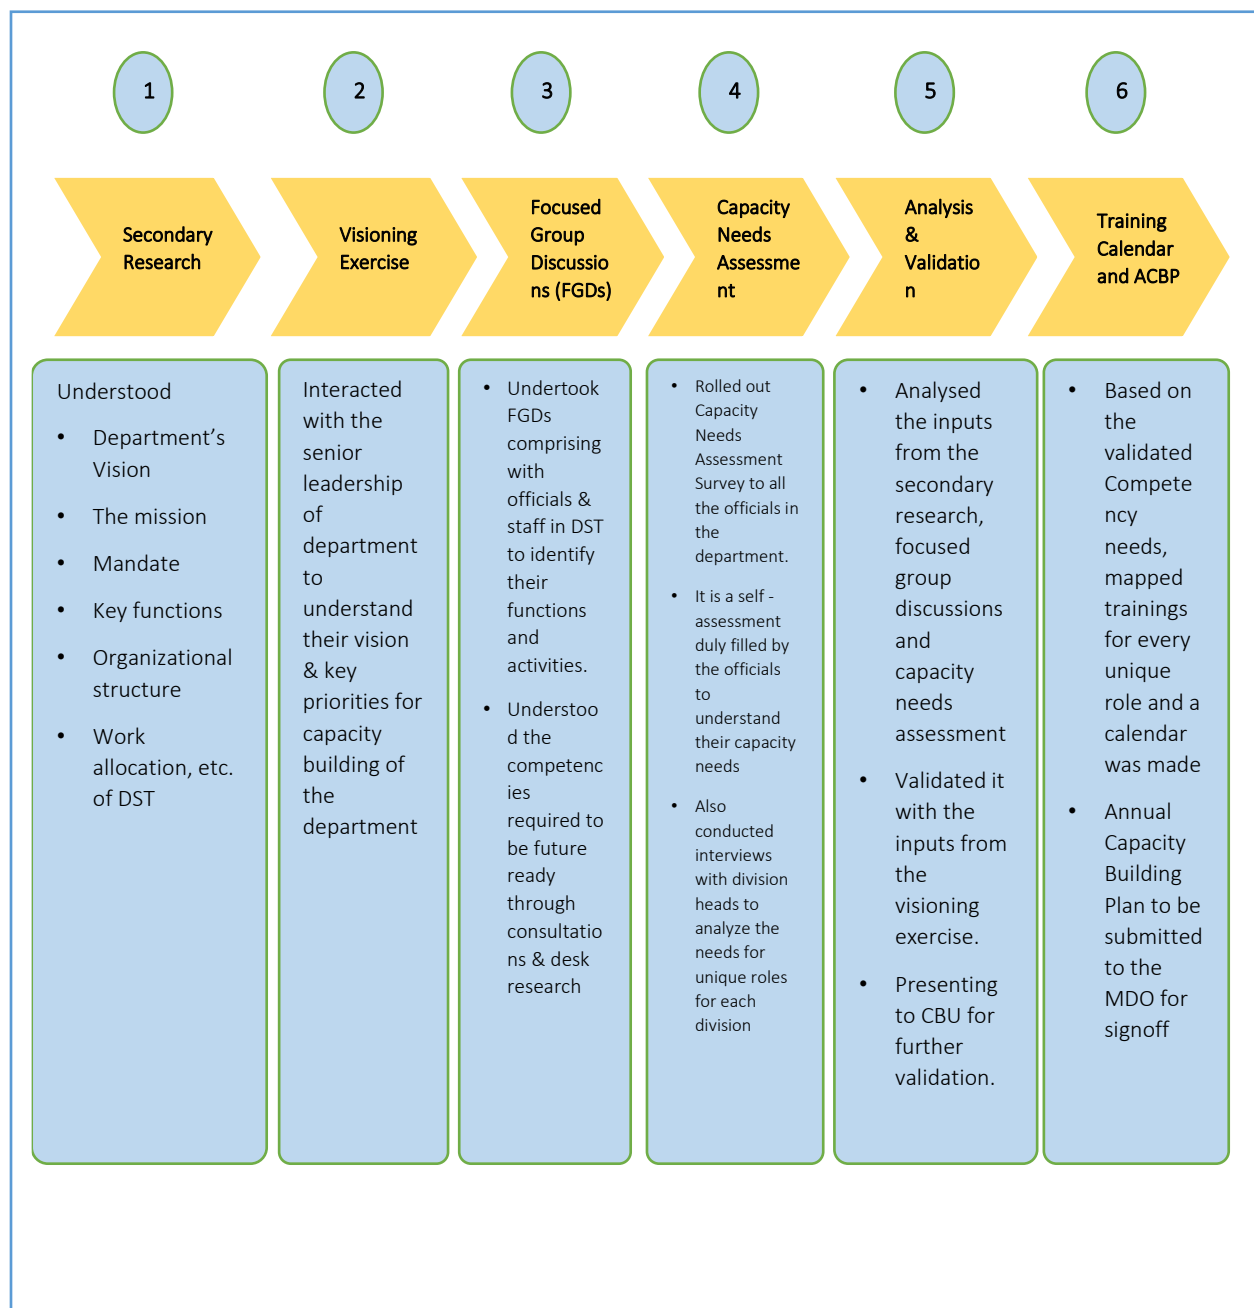 1
2
3
4
5
6
Secondary
Research
Visioning
Exercise
Focused
Group
Discussio
ns (FGDs)
Capacity
Needs
Assessme
nt
Analysis
&
Validatio
n
Training
Calendar
and ACBP
Understood
• Department’s
Vision
• The mission
• Mandate
• Key functions
• Organizational
structure
• Work
allocation, etc.
of DST
Interacted
with the
senior
leadership
of
department
to
understand
their vision
& key
priorities for
capacity
building of
the
department
• Undertook
FGDs
comprising
with
officials &
staff in DST
to identify
their
functions
and
activities.
• Understoo
d the
competenc
ies
required to
be future
ready
through
consultatio
ns & desk
research
• Rolled out
Capacity
Needs
Assessment
Survey to all
the officials in
the
department.
• It is a self -
assessment
duly filled by
the officials
to
understand
their capacity
needs
• Also
conducted
interviews
with division
heads to
analyze the
needs for
unique roles
for each
division
• Analysed
the inputs
from the
secondary
research,
focused
group
discussions
and
capacity
needs
assessment
• Validated it
with the
inputs from
the
visioning
exercise.
• Presenting
to CBU for
further
validation.
• Based on
the
validated
Compete
ncy
needs,
mapped
trainings
for every
unique
role and a
calendar
was made
• Annual
Capacity
Building
Plan to be
submitted
to the
MDO for
signoff